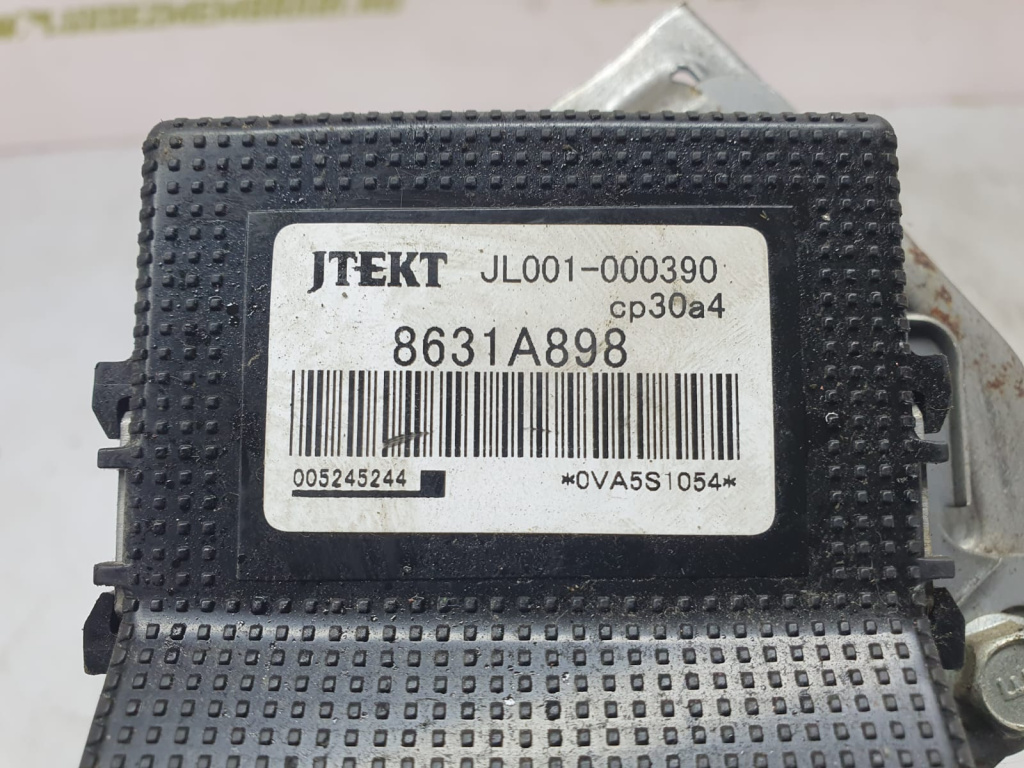 JTEKT JL001-000390
cp30a4
8631A898
005245244 *0VA5S1054*